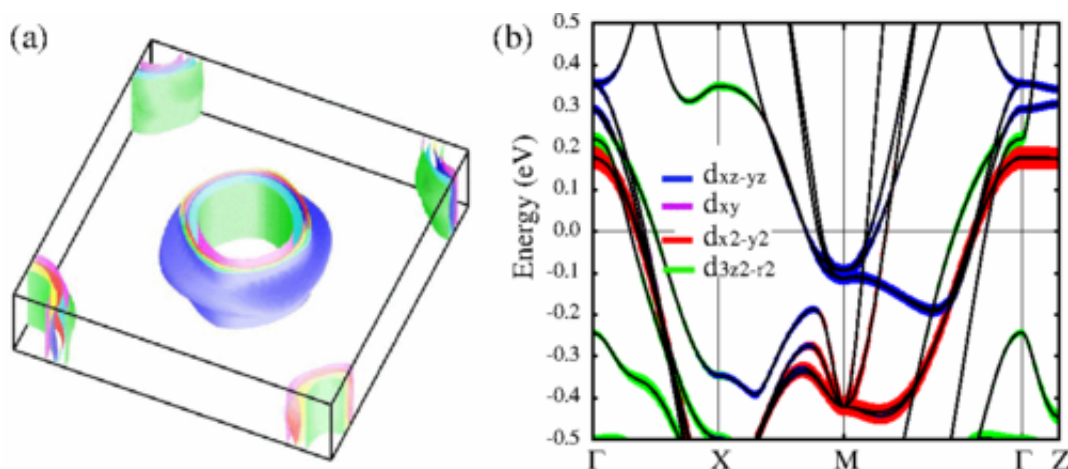 (a)
(b)
Energy (eV)
0.5
0.4
0.3
0.2
0.1
0.0
-0.1
-0.2
-0.3
-0.4
-0.5
dxz-yz
dxy
dx2-y2
d3z2-r2
Γ X M Γ Z